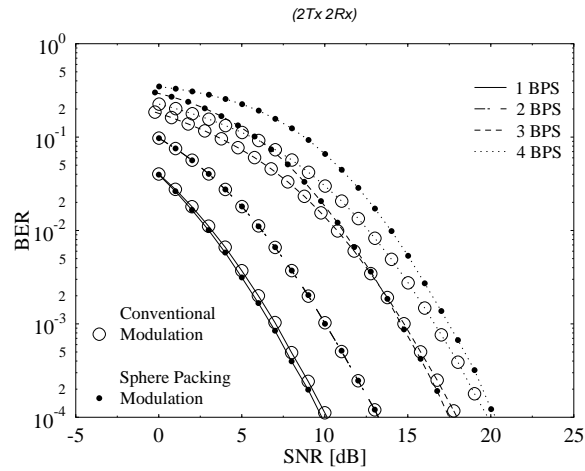 (2Tx 2Rx)
10^0
5
2
10^-1
5
2
10^-2
5
2
10^-3
5
2
10^-4
BER
1 BPS
2 BPS
3 BPS
4 BPS
Conventional
Modulation
Sphere Packing
Modulation
-5 0 5 10 15 20 25
SNR [dB]